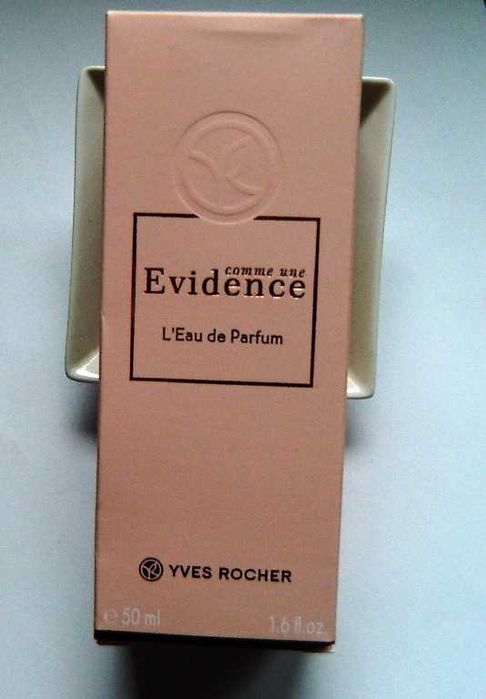 comme une
Evidence
L'Eau de Parfum
YVES ROCHER
℮ 50 ml 1.6 fl.oz.